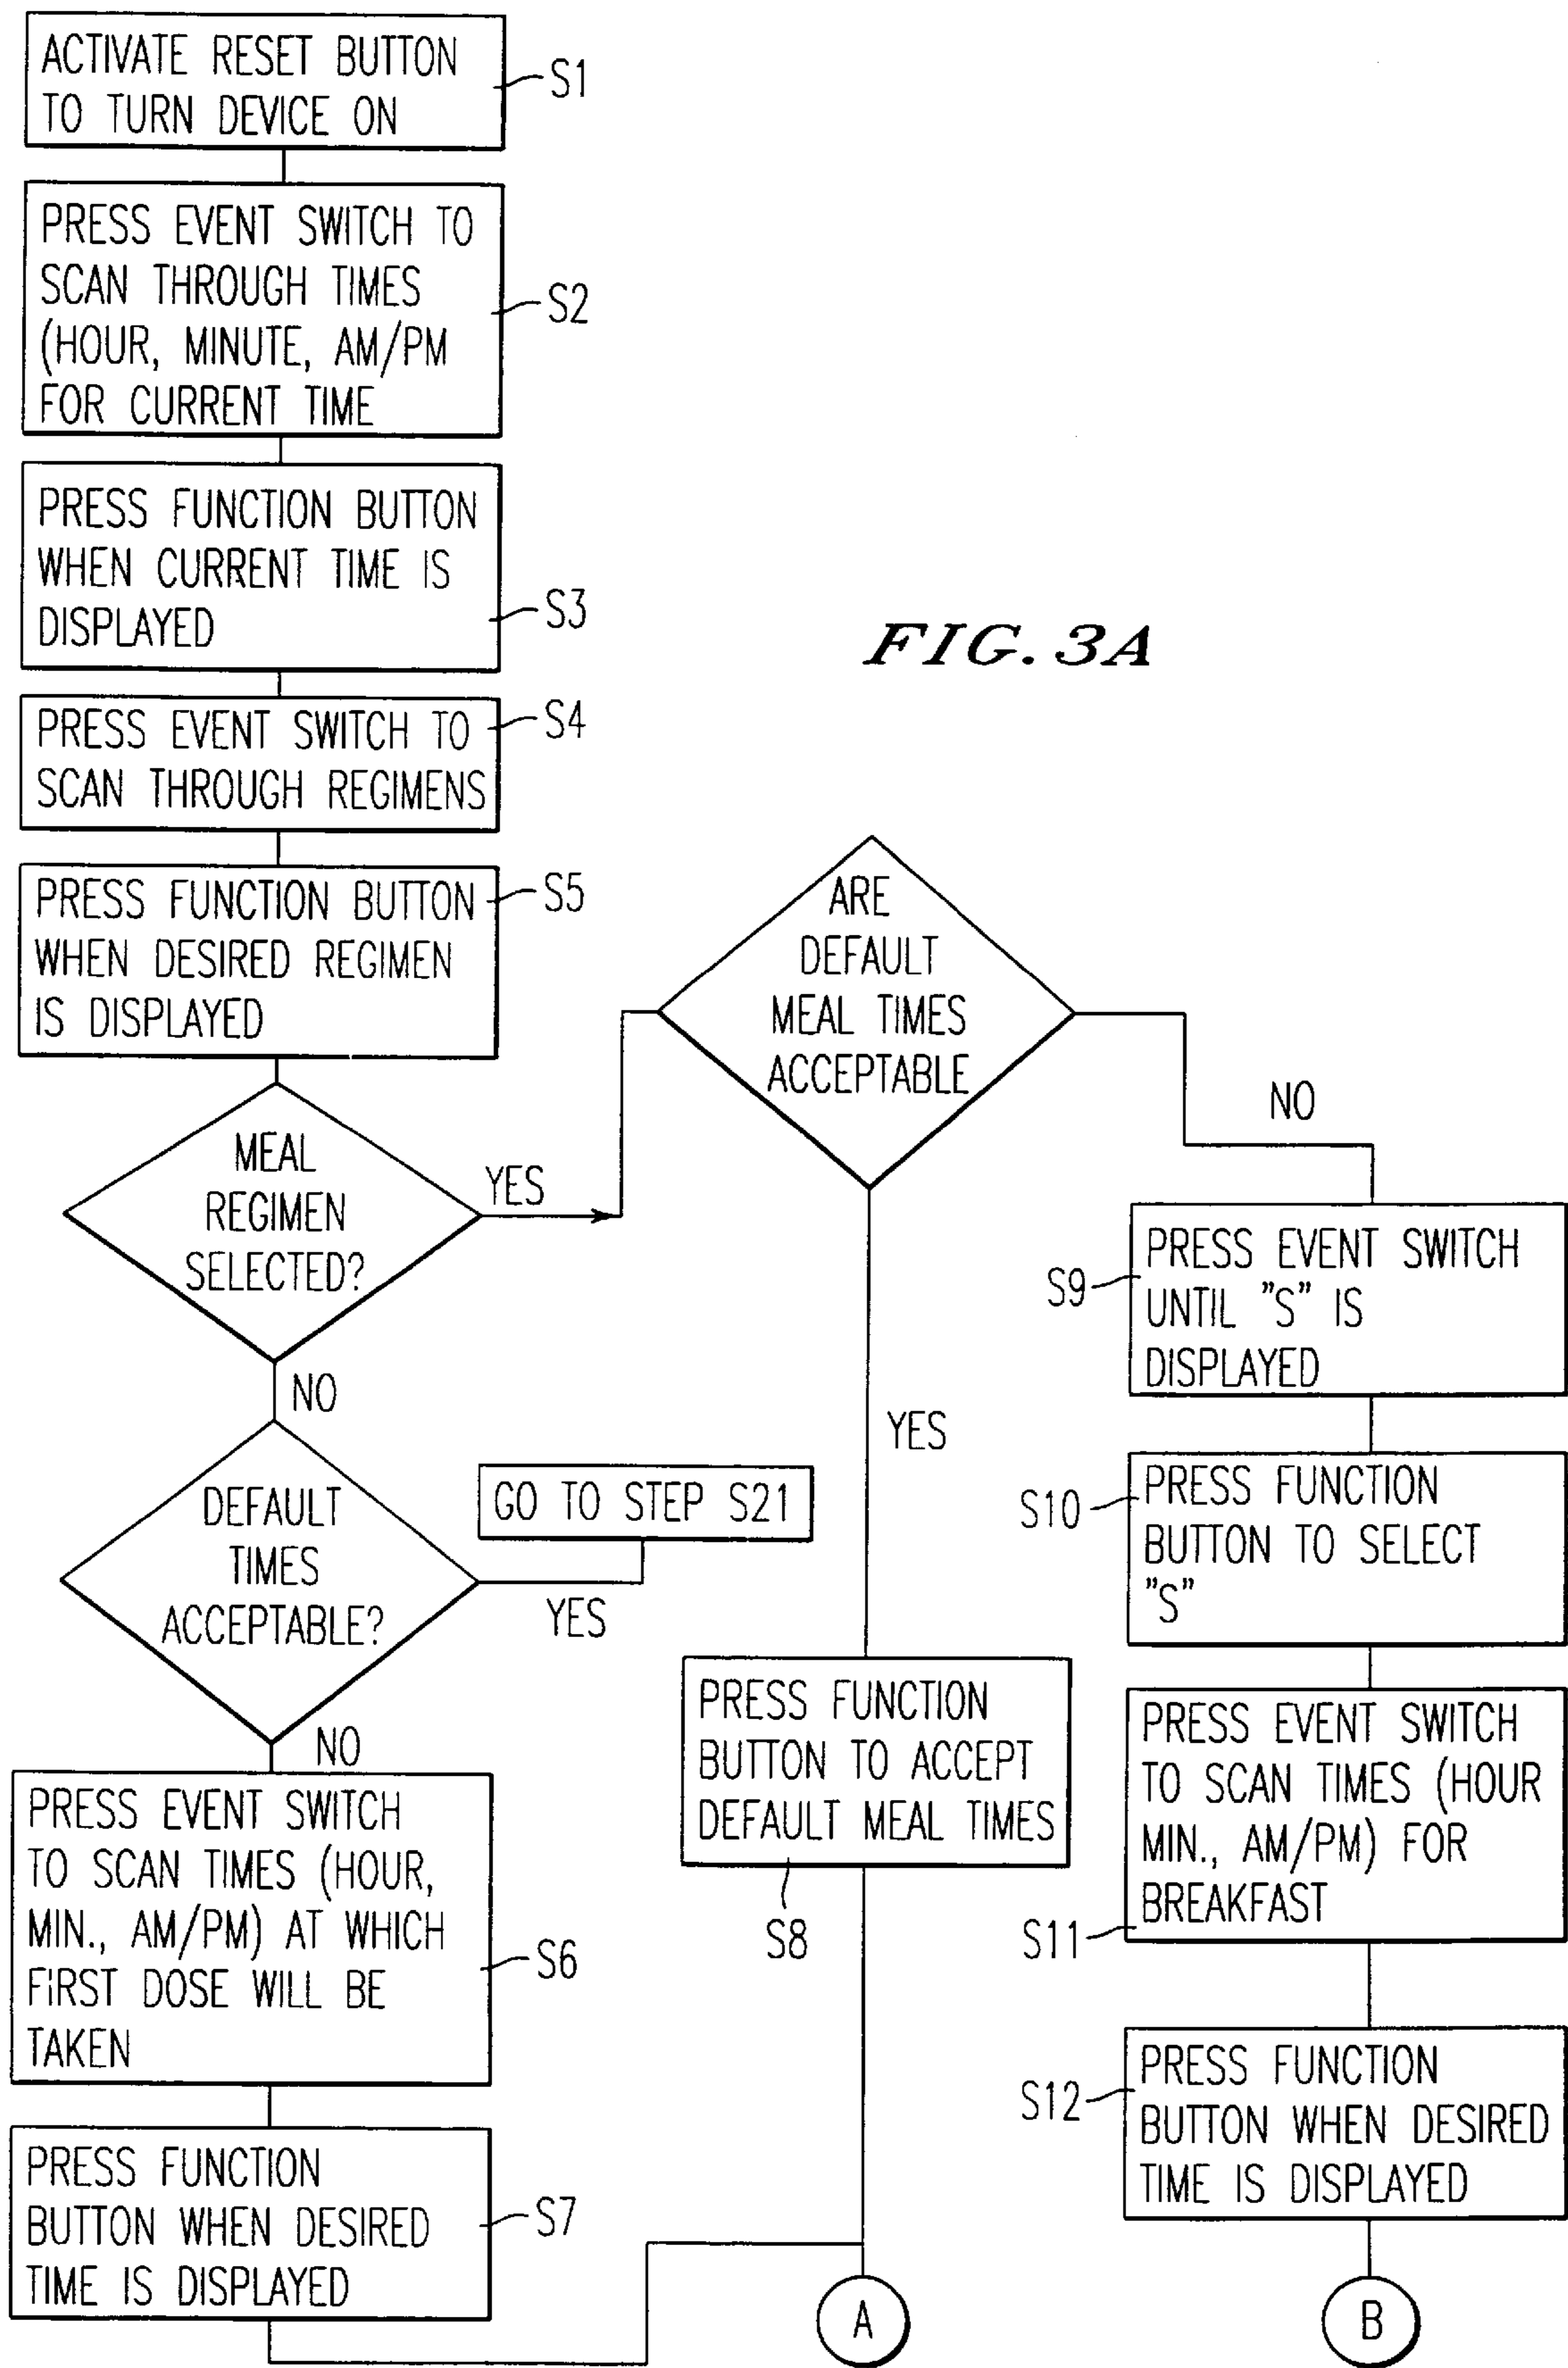 ACTIVATE RESET BUTTON
TO TURN DEVICE ON
S1
PRESS EVENT SWITCH TO
SCAN THROUGH TIMES
(HOUR, MINUTE, AM/PM
FOR CURRENT TIME
S2
PRESS FUNCTION BUTTON
WHEN CURRENT TIME IS
DISPLAYED
S3
FIG. 3A
PRESS EVENT SWITCH TO
SCAN THROUGH REGIMENS
S4
PRESS FUNCTION BUTTON
WHEN DESIRED REGIMEN
IS DISPLAYED
S5
MEAL
REGIMEN
SELECTED?
YES
NO
DEFAULT
TIMES
ACCEPTABLE?
YES
GO TO STEP S21
NO
PRESS EVENT SWITCH
TO SCAN TIMES (HOUR,
MIN., AM/PM) AT WHICH
FIRST DOSE WILL BE
TAKEN
S6
PRESS FUNCTION
BUTTON WHEN DESIRED
TIME IS DISPLAYED
S7
ARE
DEFAULT
MEAL TIMES
ACCEPTABLE
YES
PRESS FUNCTION
BUTTON TO ACCEPT
DEFAULT MEAL TIMES
S8
A
NO
PRESS EVENT SWITCH
UNTIL "S" IS
DISPLAYED
S9
PRESS FUNCTION
BUTTON TO SELECT
"S"
S10
PRESS EVENT SWITCH
TO SCAN TIMES (HOUR
MIN., AM/PM) FOR
BREAKFAST
S11
PRESS FUNCTION
BUTTON WHEN DESIRED
TIME IS DISPLAYED
S12
B